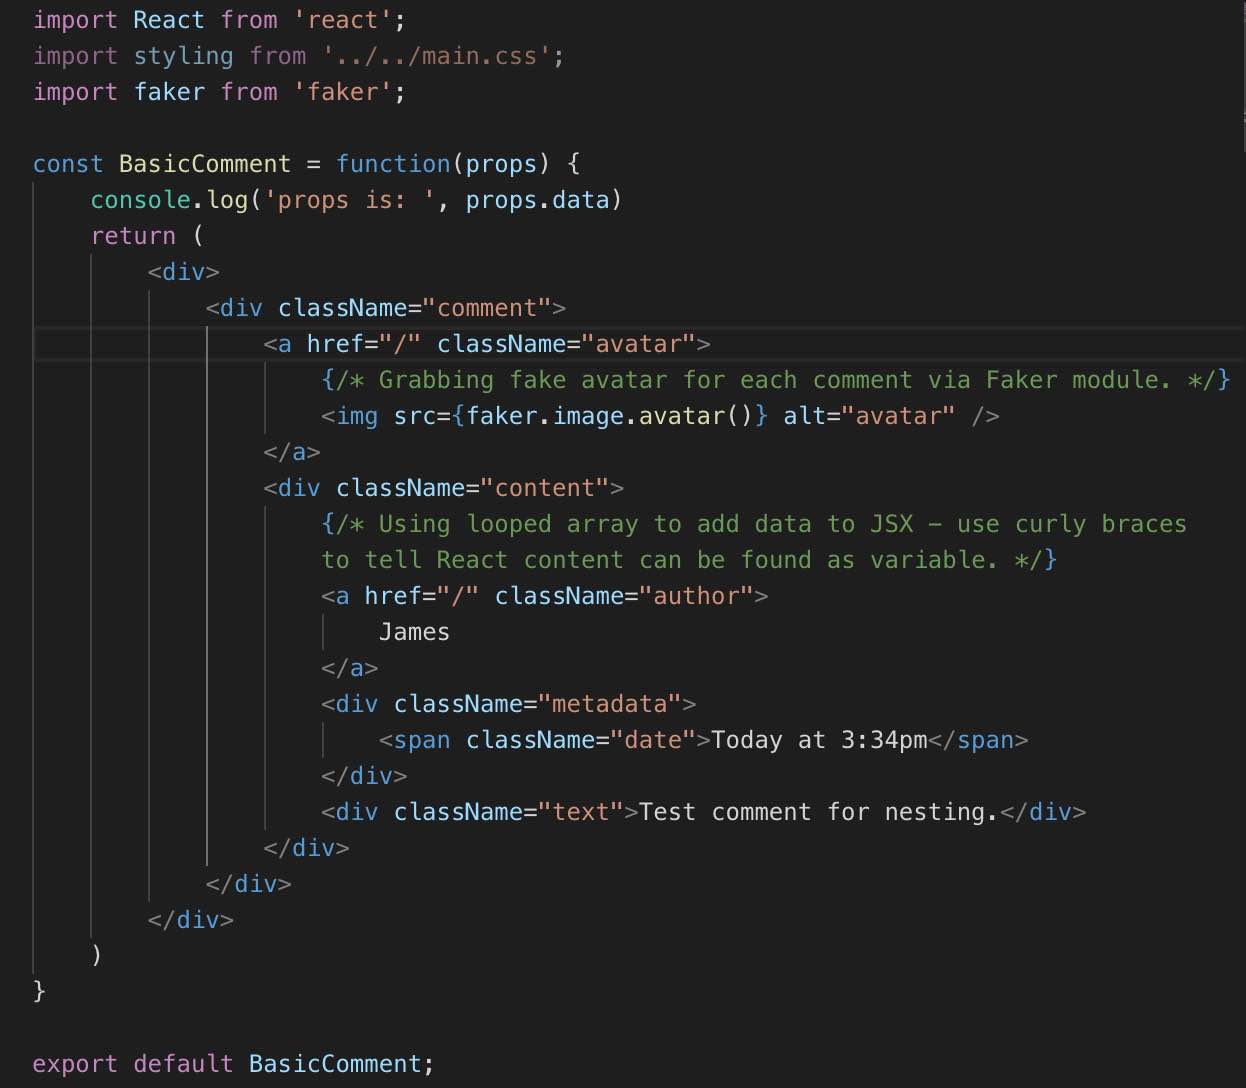 import React from 'react';
import styling from '../../main.css';
import faker from 'faker';
const BasicComment = function(props) {
    console.log('props is: ', props.data)
    return (
        <div>
            <div className="comment">
                <a href="/" className="avatar">
                    {/* Grabbing fake avatar for each comment via Faker module. */}
                    <img src={faker.image.avatar()} alt="avatar" />
                </a>
                <div className="content">
                    {/* Using looped array to add data to JSX – use curly braces
                    to tell React content can be found as variable. */}
                    <a href="/" className="author">
                        James
                    </a>
                    <div className="metadata">
                        <span className="date">Today at 3:34pm</span>
                    </div>
                    <div className="text">Test comment for nesting.</div>
                </div>
            </div>
        </div>
    )
}
export default BasicComment;